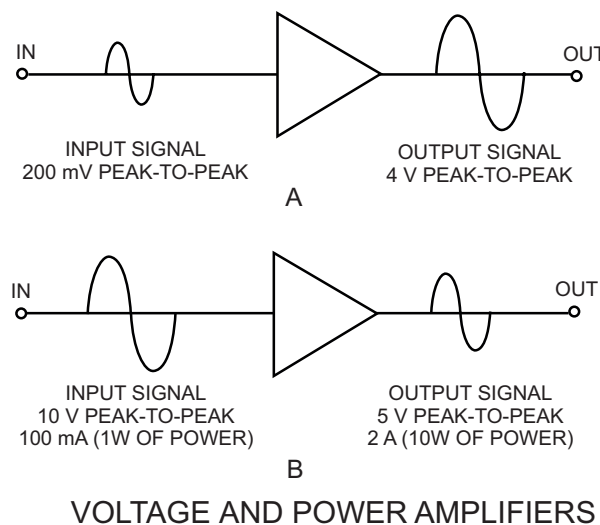 IN
OUT
INPUT SIGNAL
200 mV PEAK-TO-PEAK
OUTPUT SIGNAL
4 V PEAK-TO-PEAK
A
IN
OUT
INPUT SIGNAL
10 V PEAK-TO-PEAK
100 mA (1W OF POWER)
OUTPUT SIGNAL
5 V PEAK-TO-PEAK
2 A (10W OF POWER)
B
VOLTAGE AND POWER AMPLIFIERS